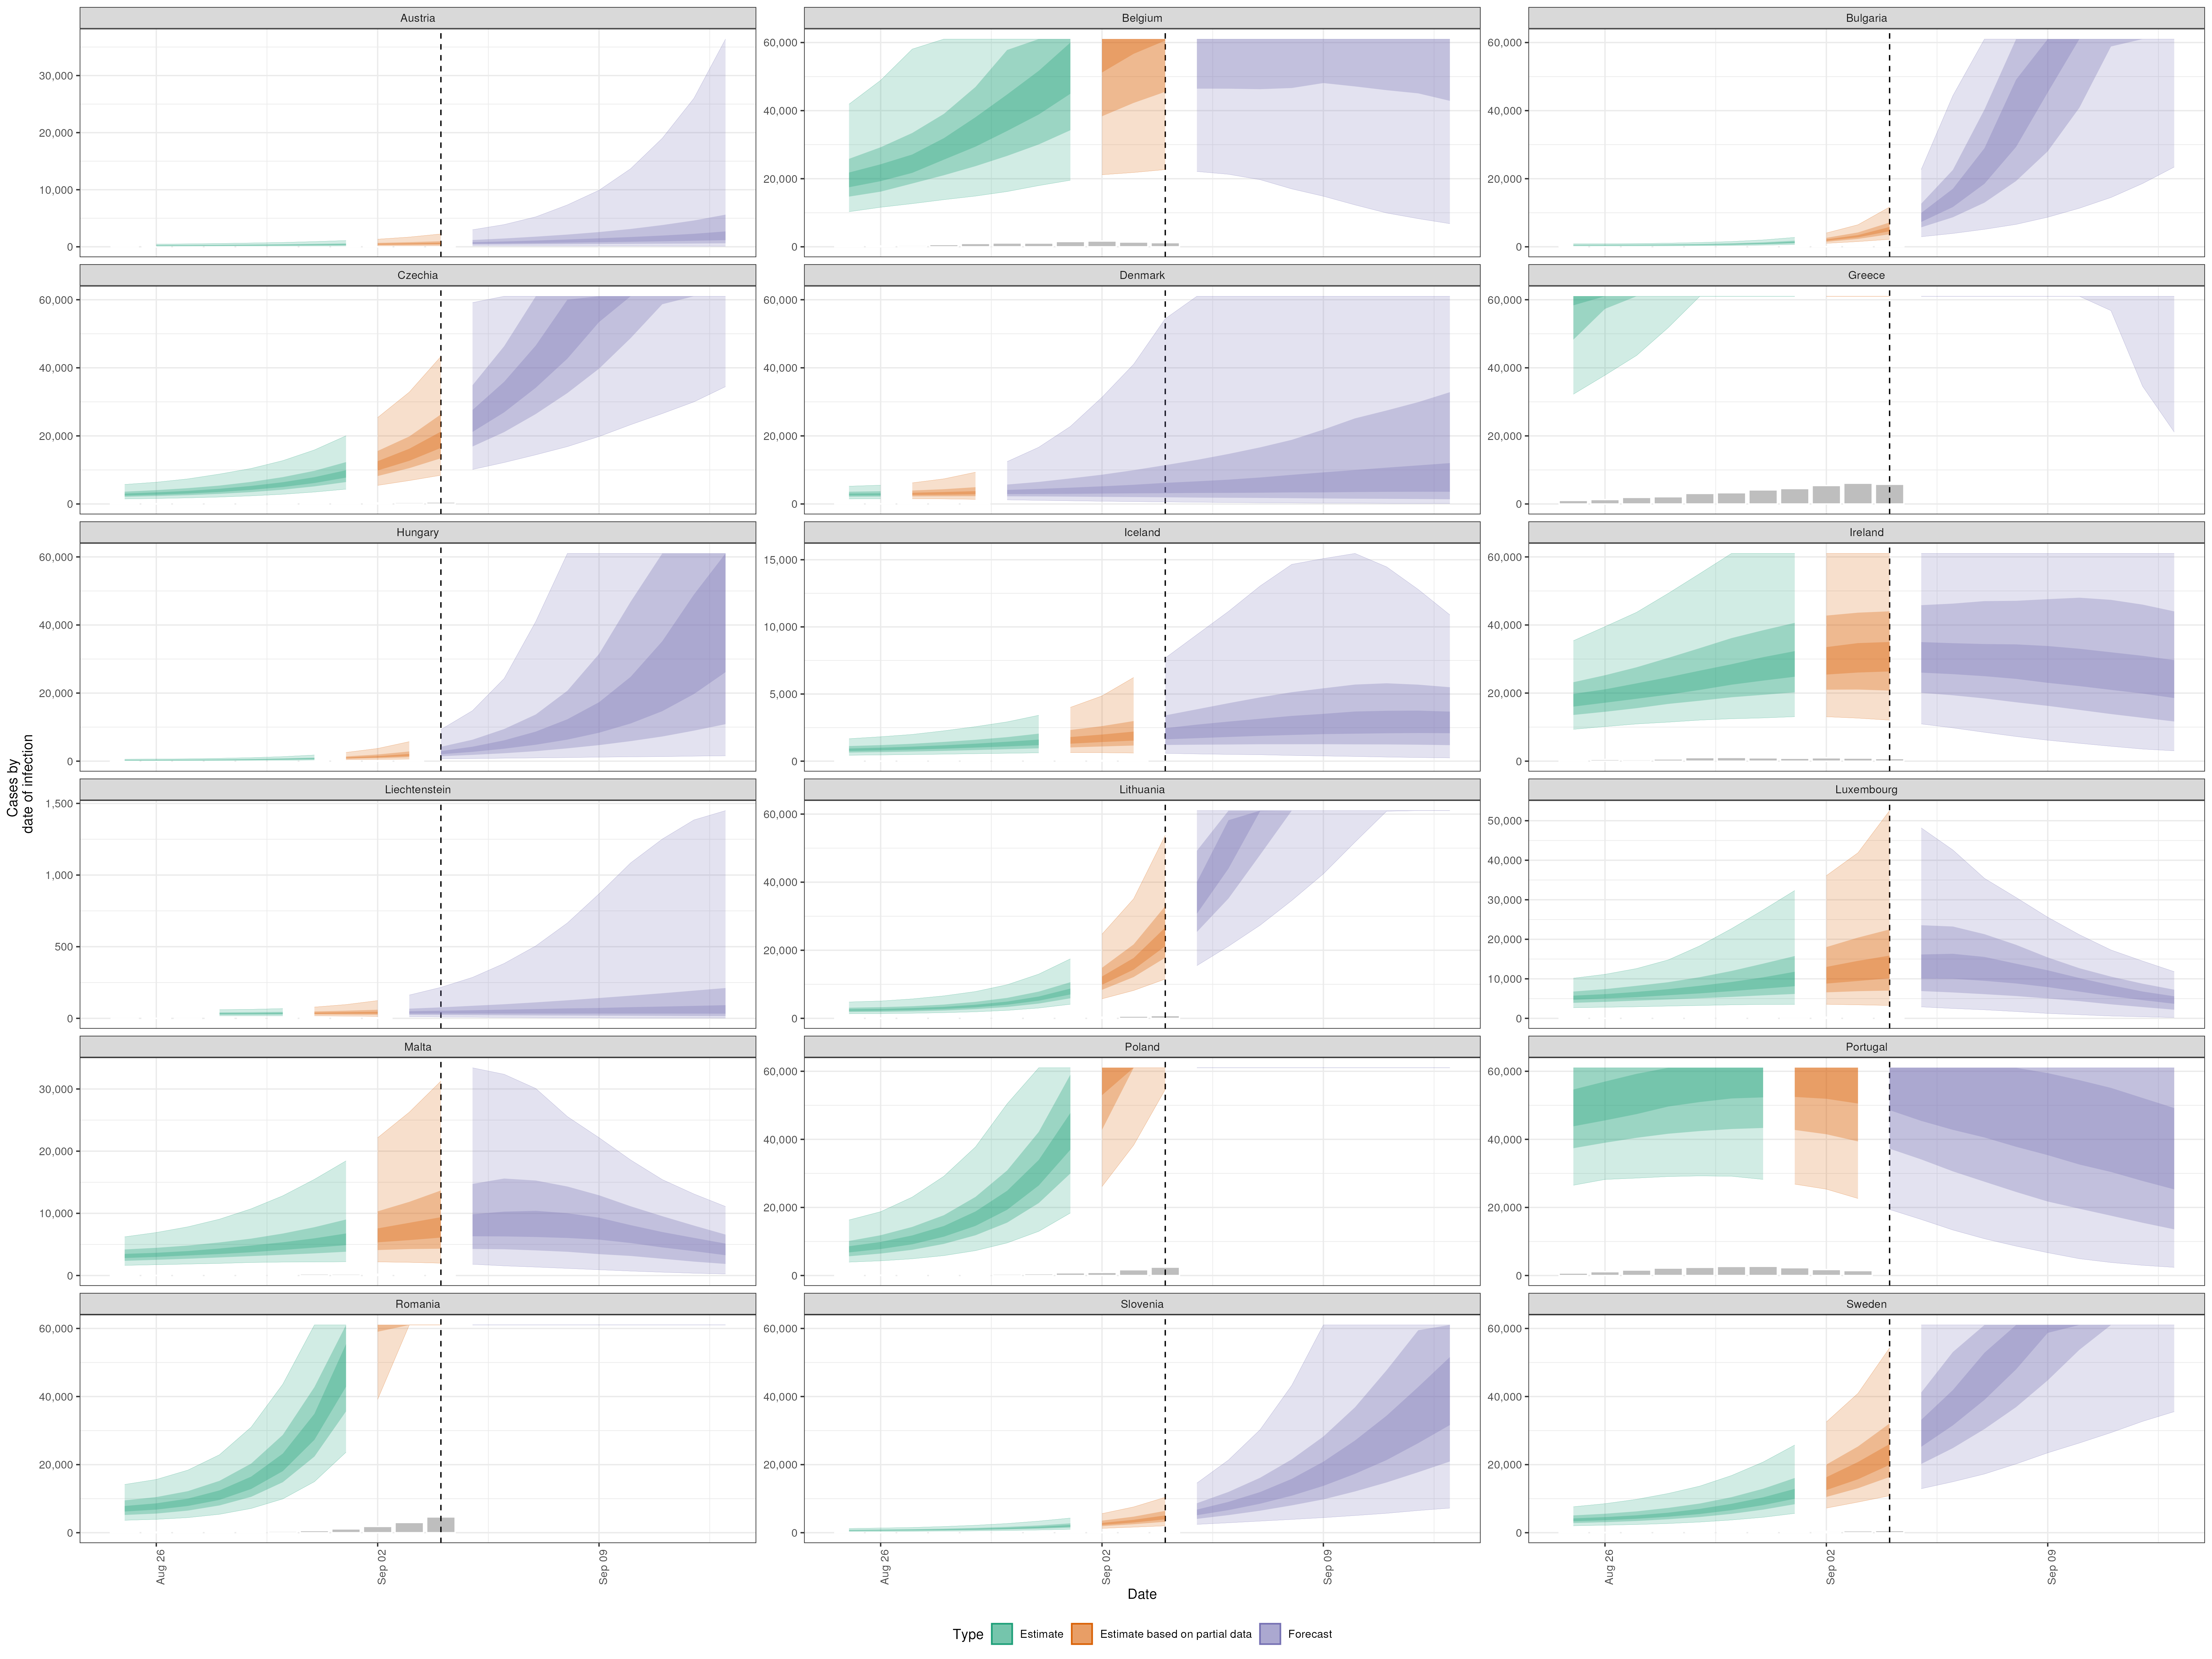 Austria
Belgium
Bulgaria
30,000
20,000
10,000
0
60,000
40,000
20,000
0
60,000
40,000
20,000
0
Czechia
Denmark
Greece
60,000
40,000
20,000
0
60,000
40,000
20,000
0
60,000
40,000
20,000
0
Hungary
Iceland
Ireland
60,000
40,000
20,000
0
15,000
10,000
5,000
0
60,000
40,000
20,000
0
Cases by
date of infection
Liechtenstein
Lithuania
Luxembourg
1,500
1,000
500
0
60,000
40,000
20,000
0
50,000
40,000
30,000
20,000
10,000
0
Malta
Poland
Portugal
30,000
20,000
10,000
0
60,000
40,000
20,000
0
60,000
40,000
20,000
0
Romania
Slovenia
Sweden
60,000
40,000
20,000
0
60,000
40,000
20,000
0
60,000
40,000
20,000
0
Aug 26
Sep 02
Sep 09
Aug 26
Sep 02
Sep 09
Aug 26
Sep 02
Sep 09
Date
Type Estimate Estimate based on partial data Forecast